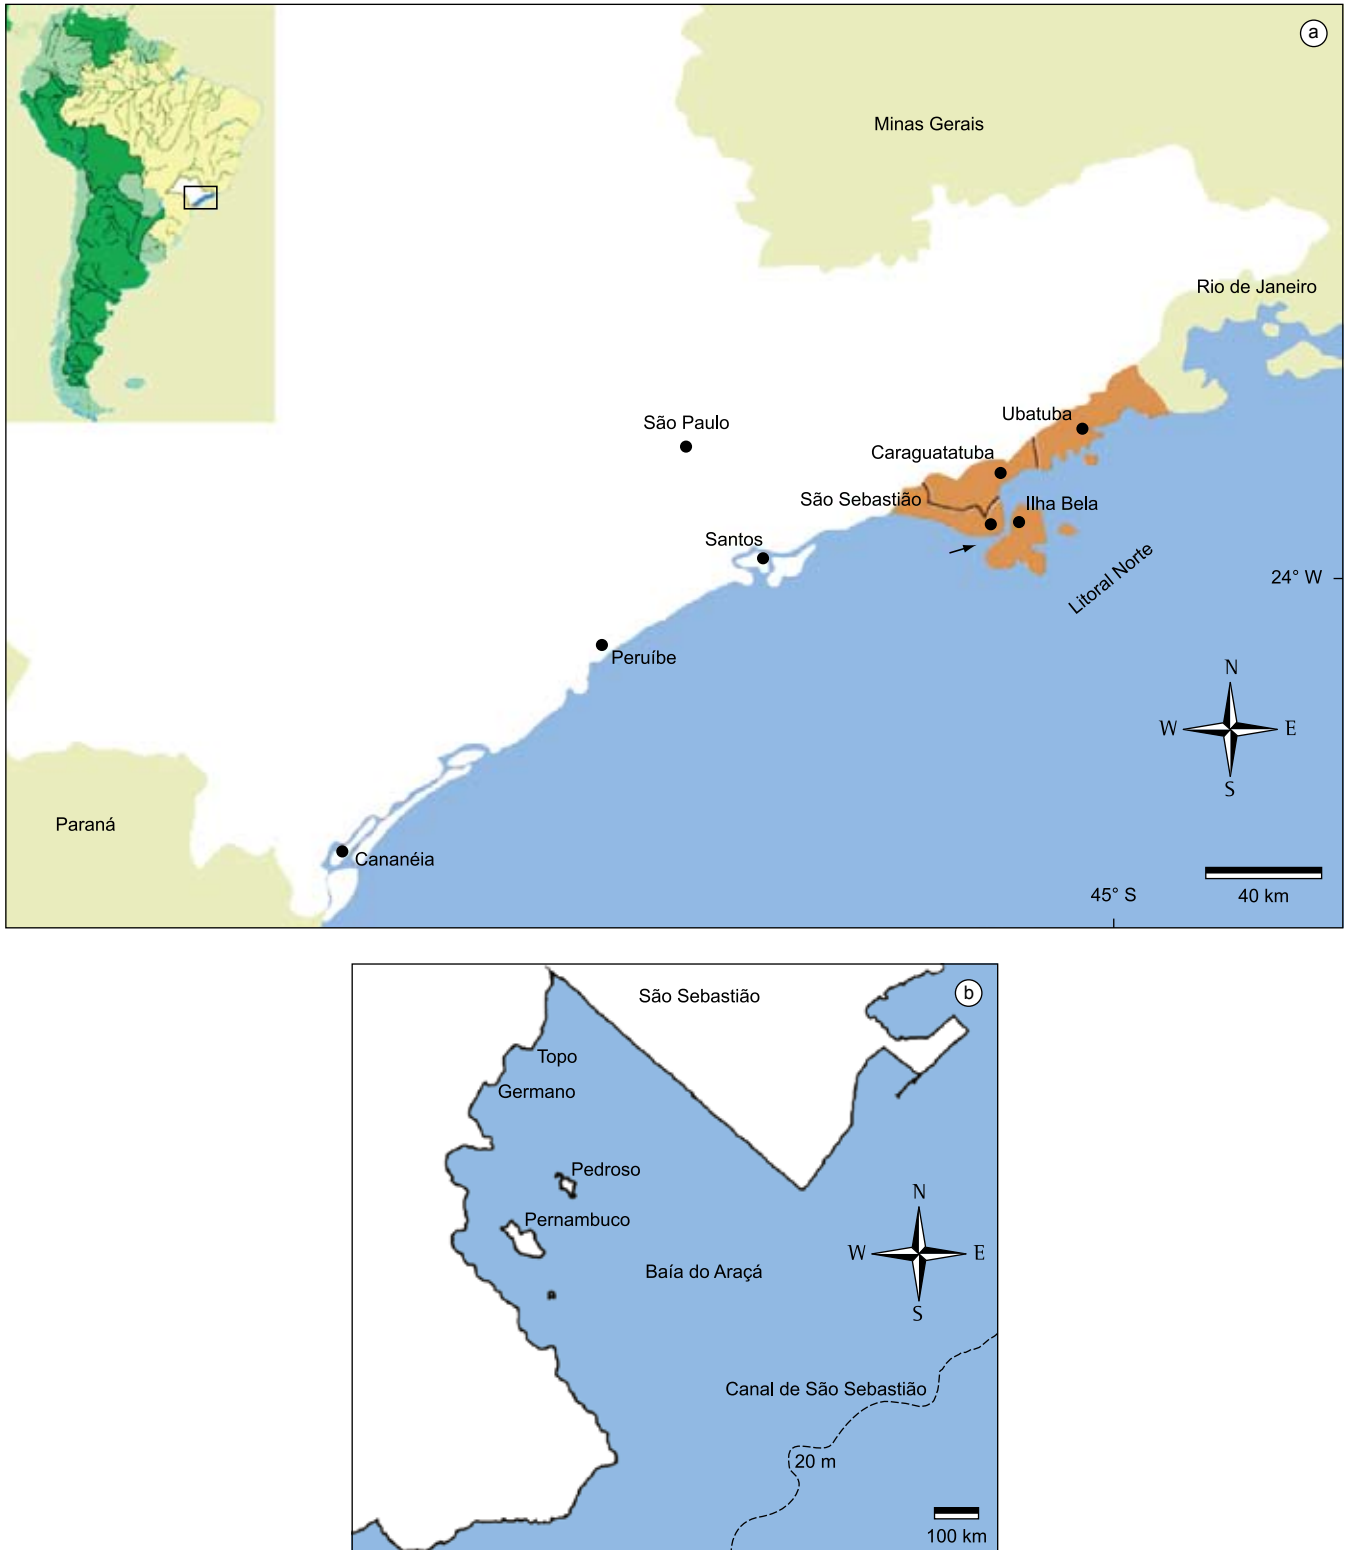 a
Minas Gerais
Rio de Janeiro
São Paulo
Ubatuba
Caraguatatuba
São Sebastião
Ilha Bela
Santos
Litoral Norte
24° W
Peruíbe
N
W E
S
Paraná
Cananéia
45° S
40 km
b
São Sebastião
Topo
Germano
Pedroso
Pernambuco
N
W E
S
Baía do Araçá
Canal de São Sebastião
20 m
100 km